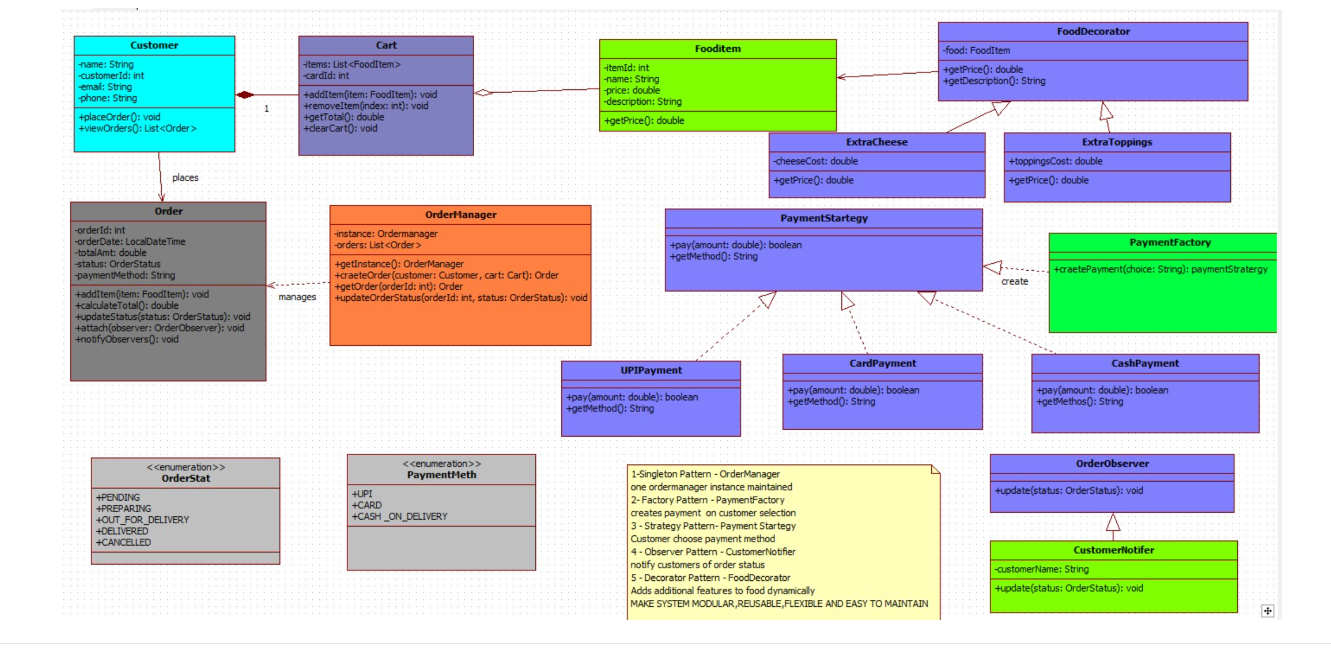 Customer
-name: String
-customerId: int
-email: String
-phone: String
+placeOrder(): void
+viewOrders(): List<Order>
1
Cart
-items: List<FoodItem>
-cardId: int
+addItem(item: FoodItem): void
+removeItem(index: int): void
+getTotal(): double
+clearCart(): void
Fooditem
-itemId: int
-name: String
-price: double
-description: String
+getPrice(): double
FoodDecorator
-food: FoodItem
+getPrice(): double
+getDescription(): String
ExtraCheese
-cheeseCost: double
+getPrice(): double
ExtraToppings
+toppingsCost: double
+getPrice(): double
places
Order
-orderId: int
-orderDate: LocalDateTime
-totalAmt: double
-status: OrderStatus
-paymentMethod: String
+addItem(item: FoodItem): void
+calculateTotal(): double
+updateStatus(status: OrderStatus): void
+attach(observer: OrderObserver): void
+notifyObservers(): void
manages
OrderManager
-instance: Ordermanager
-orders: List<Order>
+getInstance(): OrderManager
+craeteOrder(customer: Customer, cart: Cart): Order
+getOrder(orderId: int): Order
+updateOrderStatus(orderId: int, status: OrderStatus): void
PaymentStartegy
+pay(amount: double): boolean
+getMethod(): String
create
PaymentFactory
+craetePayment(choice: String): paymentStratergy
UPIPayment
+pay(amount: double): boolean
+getMethod(): String
CardPayment
+pay(amount: double): boolean
+getMethod(): String
CashPayment
+pay(amount: double): boolean
+getMethos(): String
<<enumeration>>
OrderStat
+PENDING
+PREPARING
+OUT_FOR_DELIVERY
+DELIVERED
+CANCELLED
<<enumeration>>
PaymentMeth
+UPI
+CARD
+CASH _ON_DELIVERY
1-Singleton Pattern - OrderManager
one ordermanager instance maintained
2- Factory Pattern - PaymentFactory
creates payment on customer selection
3 - Strategy Pattern- Payment Startegy
Customer choose payment method
4 - Observer Pattern - CustomerNotifier
notify customers of order status
5 - Decorator Pattern - FoodDecorator
Adds additional features to food dynamically
MAKE SYSTEM MODULAR,REUSABLE,FLEXIBLE AND EASY TO MAINTAIN
OrderObserver
+update(status: OrderStatus): void
CustomerNotifer
-customerName: String
+update(status: OrderStatus): void